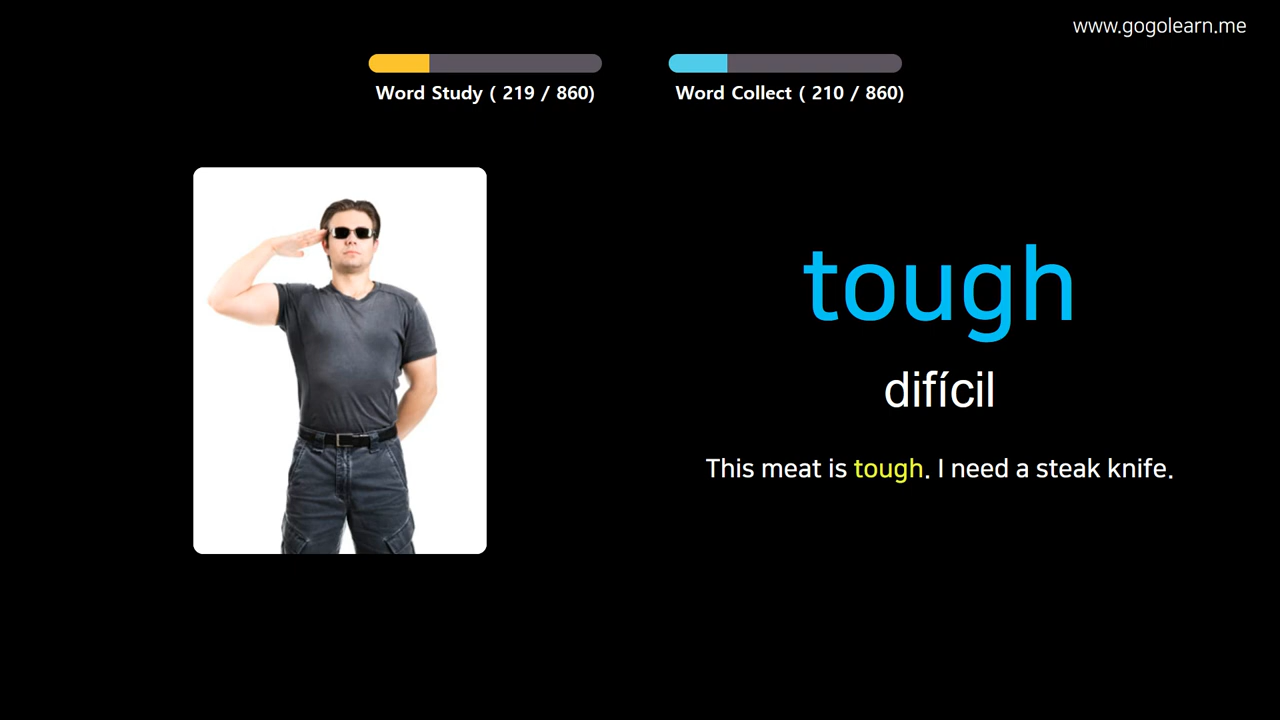 www.gogolearn.me
Word Study ( 219 / 860)
Word Collect ( 210 / 860)
tough
difícil
This meat is tough. I need a steak knife.